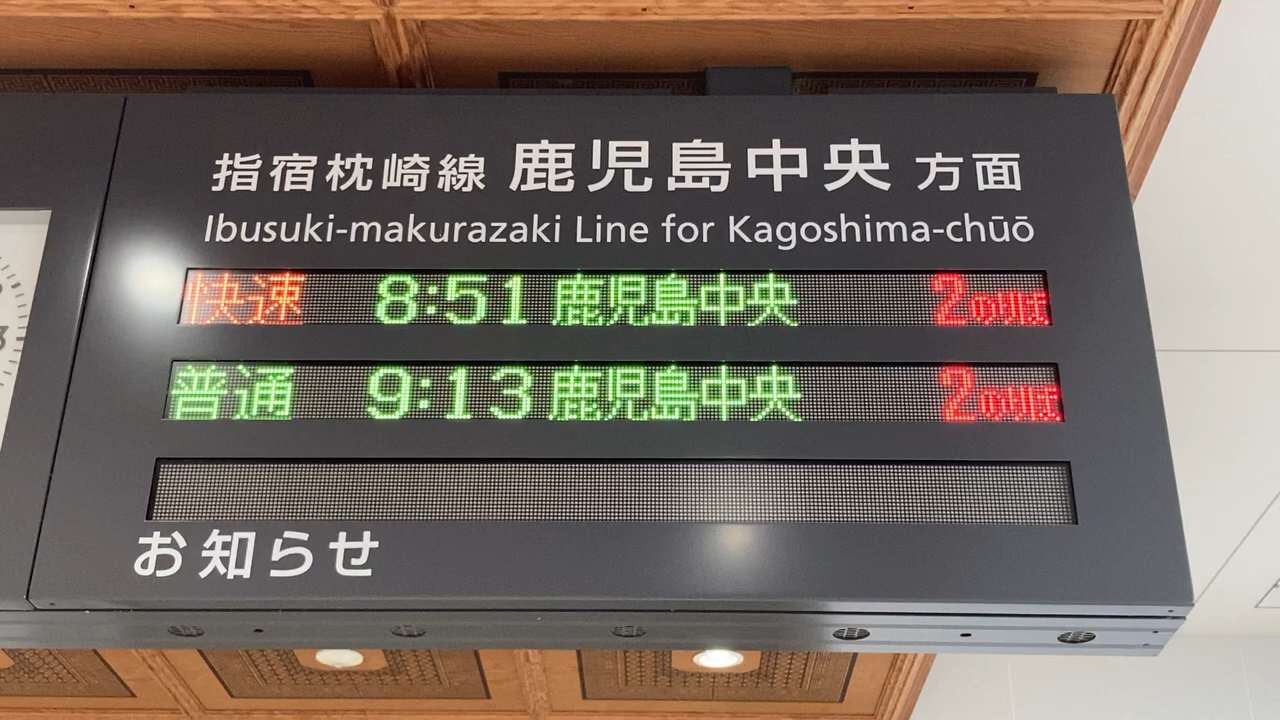 指宿枕崎線 鹿児島中央 方面
Ibusuki-makurazaki Line for Kagoshima-chūō
快速 8:51 鹿児島中央 2のりば
普通 9:13 鹿児島中央 2のりば
お知らせ